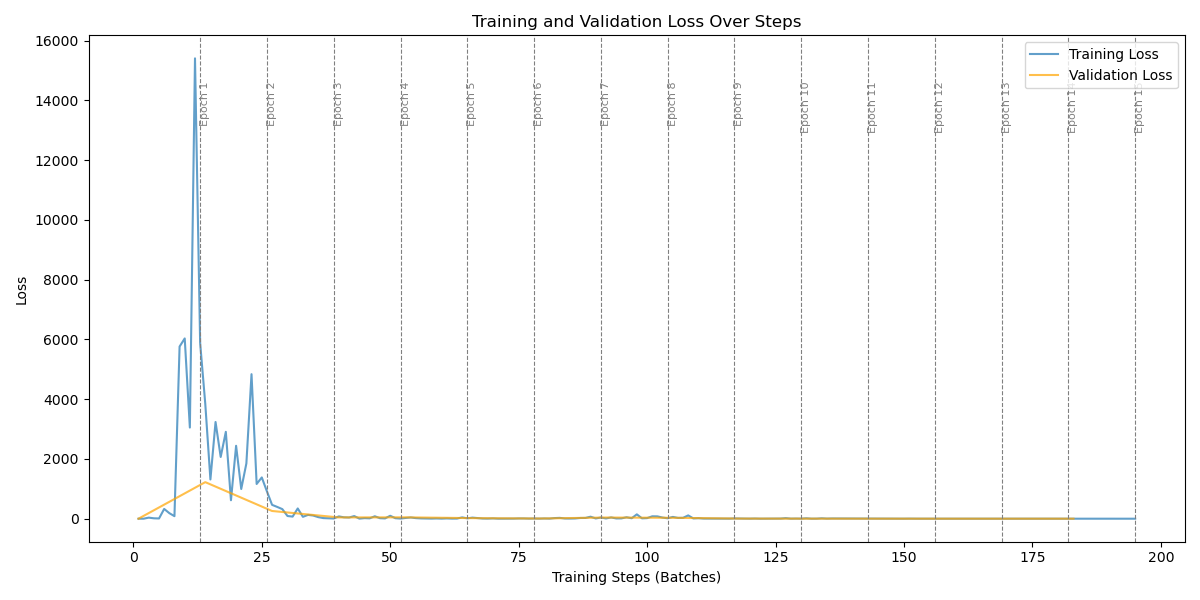 Training and Validation Loss Over Steps
Training Loss
Validation Loss
16000
14000
12000
10000
8000
6000
4000
2000
0
Loss
Epoch 1
Epoch 2
Epoch 3
Epoch 4
Epoch 5
Epoch 6
Epoch 7
Epoch 8
Epoch 9
Epoch 10
Epoch 11
Epoch 12
Epoch 13
Epoch
Epoch
0
25
50
75
100
125
150
175
200
Training Steps (Batches)